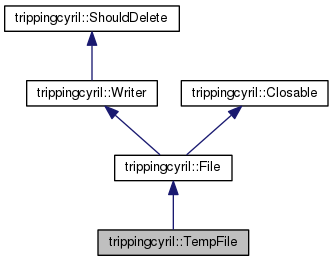 trippingcyril::ShouldDelete
trippingcyril::Writer
trippingcyril::Closable
trippingcyril::File
trippingcyril::TempFile